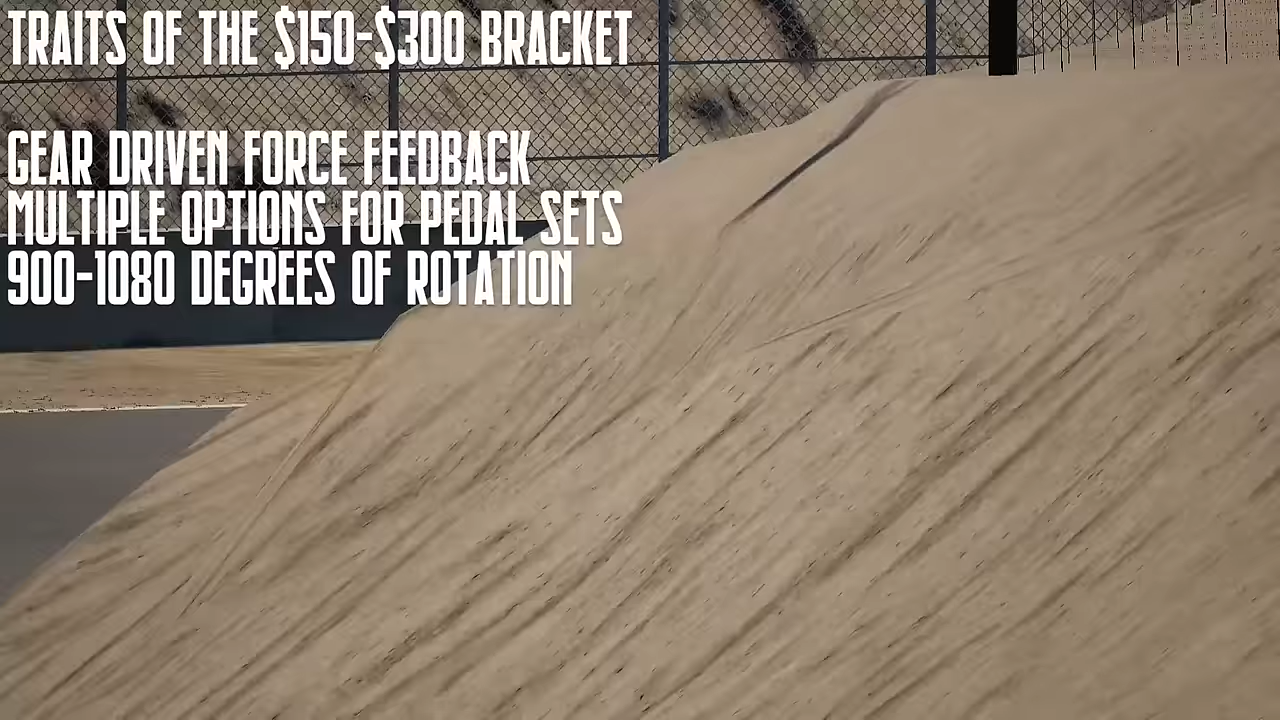 TRAITS OF THE $150-$300 BRACKET
GEAR DRIVEN FORCE FEEDBACK
MULTIPLE OPTIONS FOR PEDAL SETS
900-1080 DEGREES OF ROTATION